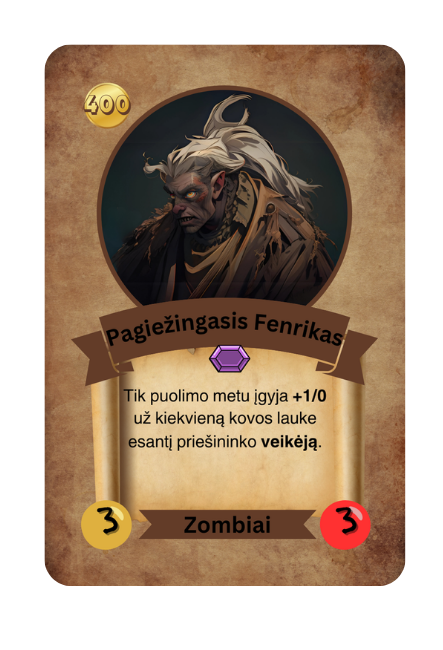 400
Pagiežingasis Fenrikas
Tik puolimo metu įgyja +1/0
už kiekvieną kovos lauke
esantį priešininko veikėją.
3
Zombiai
3